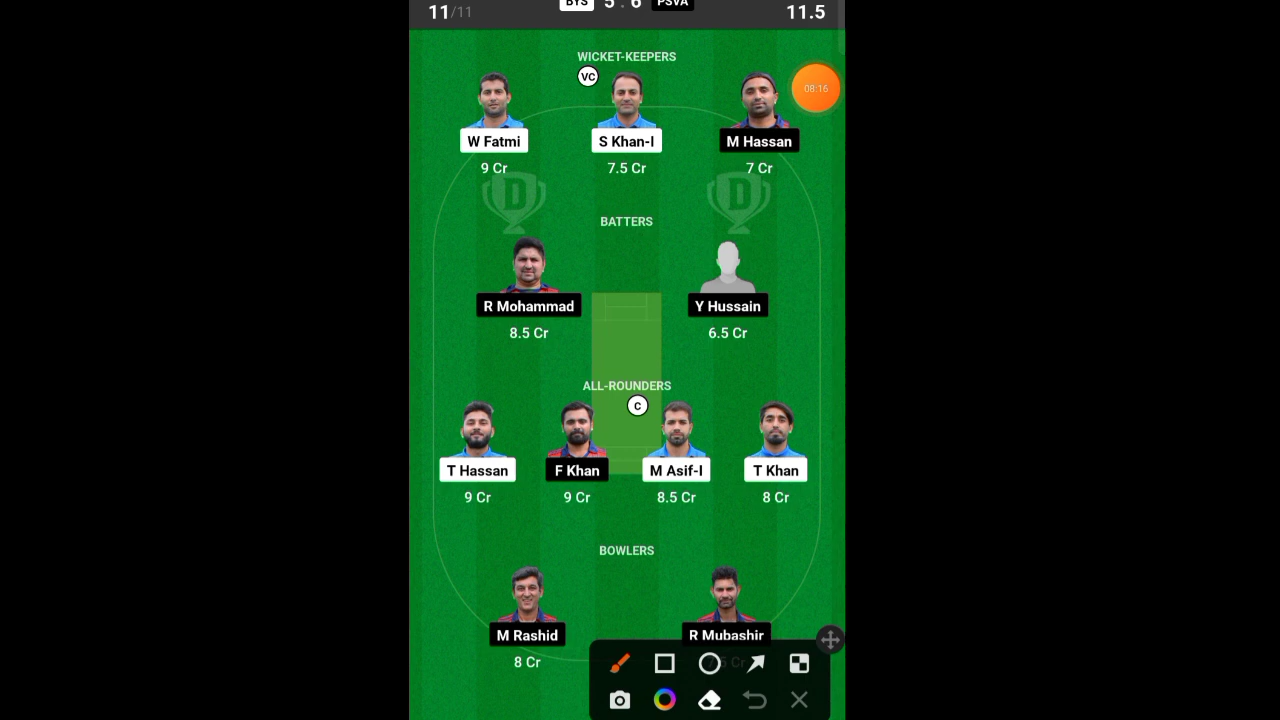 BYS 5 : 6 PSVA
11/11 11.5
WICKET-KEEPERS
VC
08:16
W Fatmi S Khan-I M Hassan
9 Cr 7.5 Cr 7 Cr
D D
BATTERS
R Mohammad Y Hussain
8.5 Cr 6.5 Cr
ALL-ROUNDERS
C
T Hassan F Khan M Asif-I T Khan
9 Cr 9 Cr 8.5 Cr 8 Cr
BOWLERS
M Rashid R Mubashir
8 Cr Cr